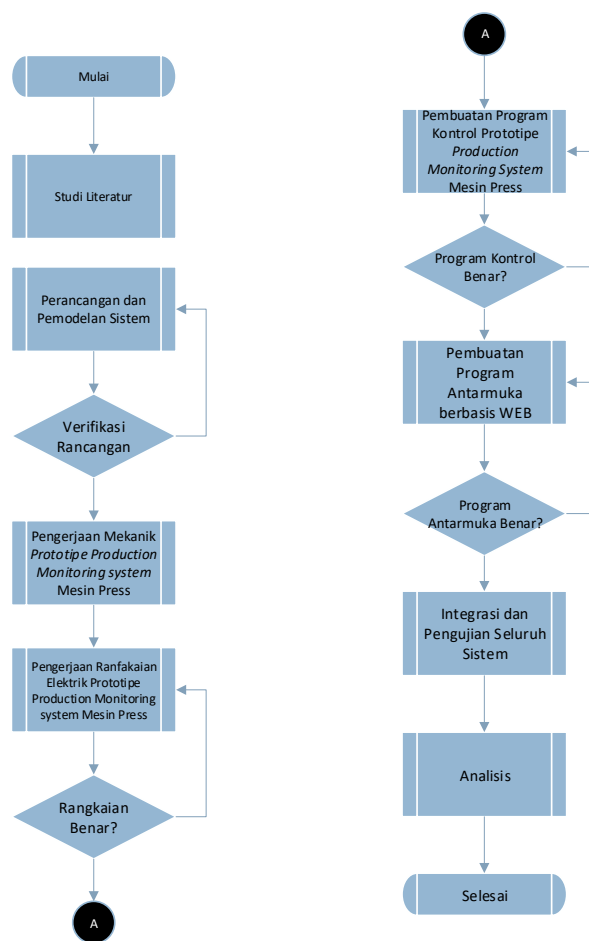 Mulai
Studi Literatur
Perancangan dan
Pemodelan Sistem
Verifikasi
Rancangan
Pengerjaan Mekanik
Prototipe Production
Monitoring system
Mesin Press
Pengerjaan Ranfakaian
Elektrik Prototipe
Production Monitoring
system Mesin Press
Rangkaian
Benar?
A
A
Pembuatan Program
Kontrol Prototipe
Production
Monitoring System
Mesin Press
Program Kontrol
Benar?
Pembuatan
Program
Antarmuka
berbasis WEB
Program
Antarmuka Benar?
Integrasi dan
Pengujian Seluruh
Sistem
Analisis
Selesai